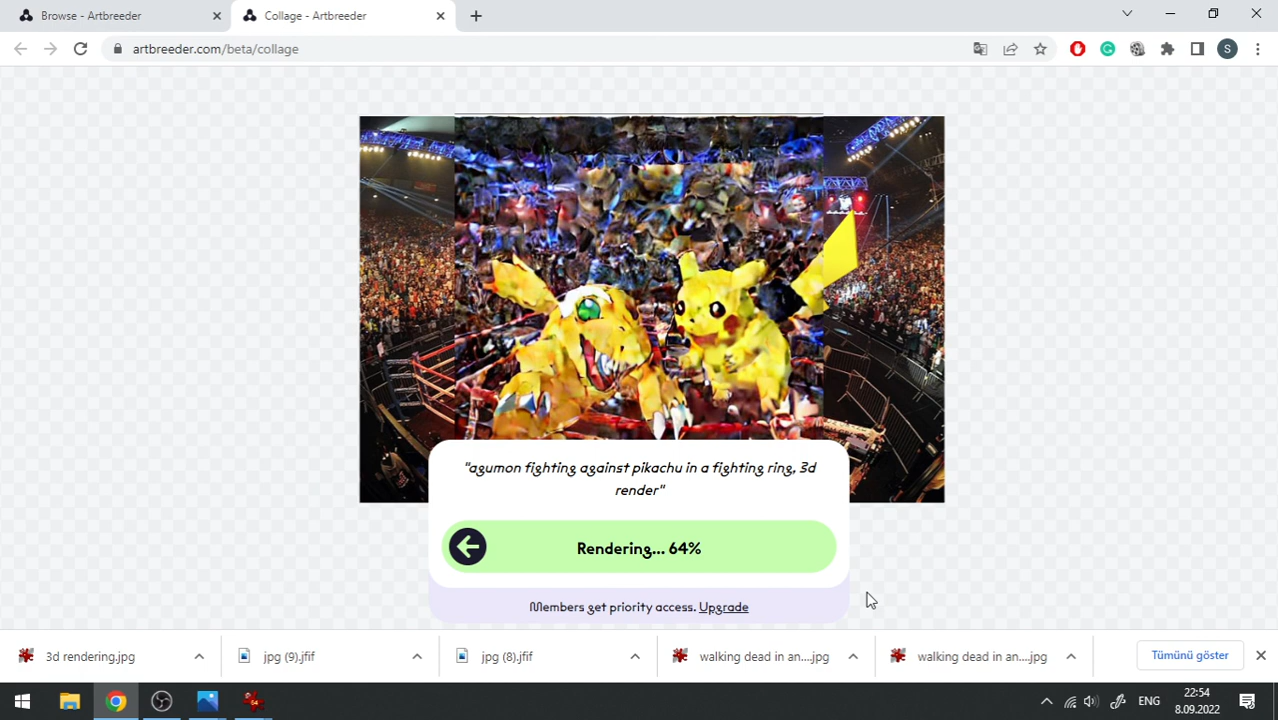 Browse - Artbreeder
Collage - Artbreeder
artbreeder.com/beta/collage
S
"agumon fighting against pikachu in a fighting ring, 3d
render"
Rendering... 64%
Members get priority access. Upgrade
3d rendering.jpg
jpg (9).jfif
jpg (8).jfif
walking dead in an....jpg
walking dead in an....jpg
Tümünü göster
64
ENG
22:54
8.09.2022